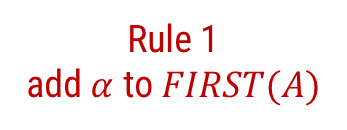 Rule 1
add α to FIRST(A)